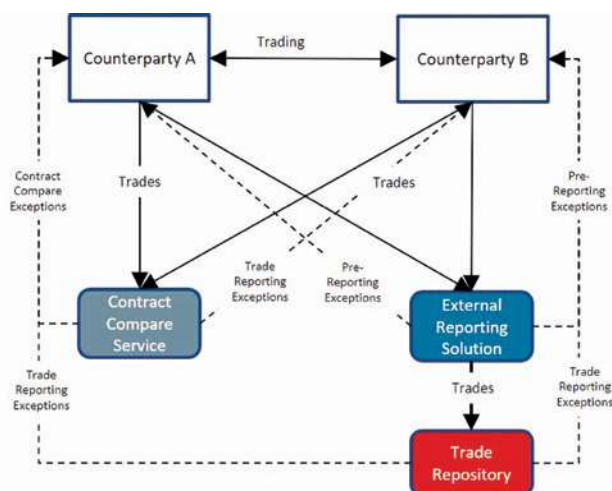 Trading
Counterparty A
Counterparty B
Contract
Compare
Exceptions
Trades
Trades
Pre-
Reporting
Exceptions
Trade
Reporting
Exceptions
Pre-
Reporting
Exceptions
Contract
Compare
Service
External
Reporting
Solution
Trade
Reporting
Exceptions
Trades
Trade
Reporting
Exceptions
Trade
Repository